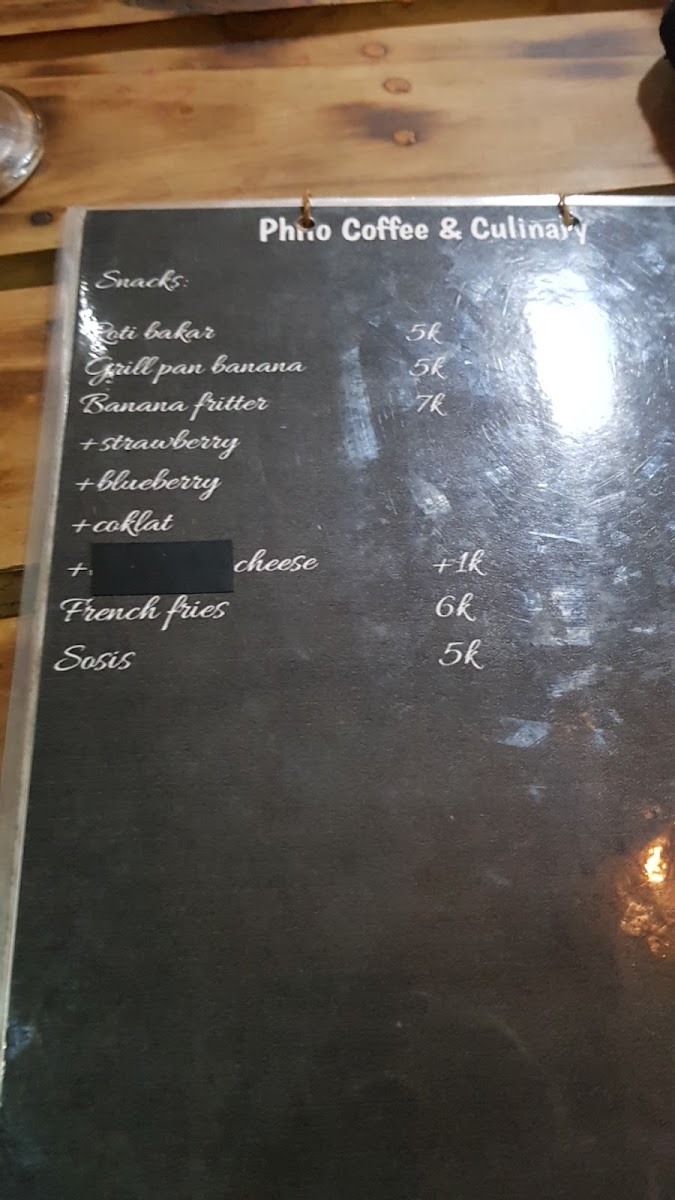 Philo Coffee & Culinary
Snacks:
Roti bakar 5k
Grill pan banana 5k
Banana fritter 7k
+strawberry
+blueberry
+coklat
+ cheese +1k
French fries 6k
Sosis 5k